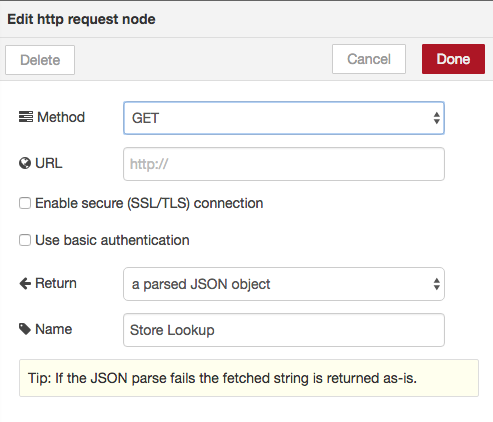 Edit http request node
Delete
Cancel
Done
Method
GET
URL
http://
Enable secure (SSL/TLS) connection
Use basic authentication
Return
a parsed JSON object
Name
Store Lookup
Tip: If the JSON parse fails the fetched string is returned as-is.